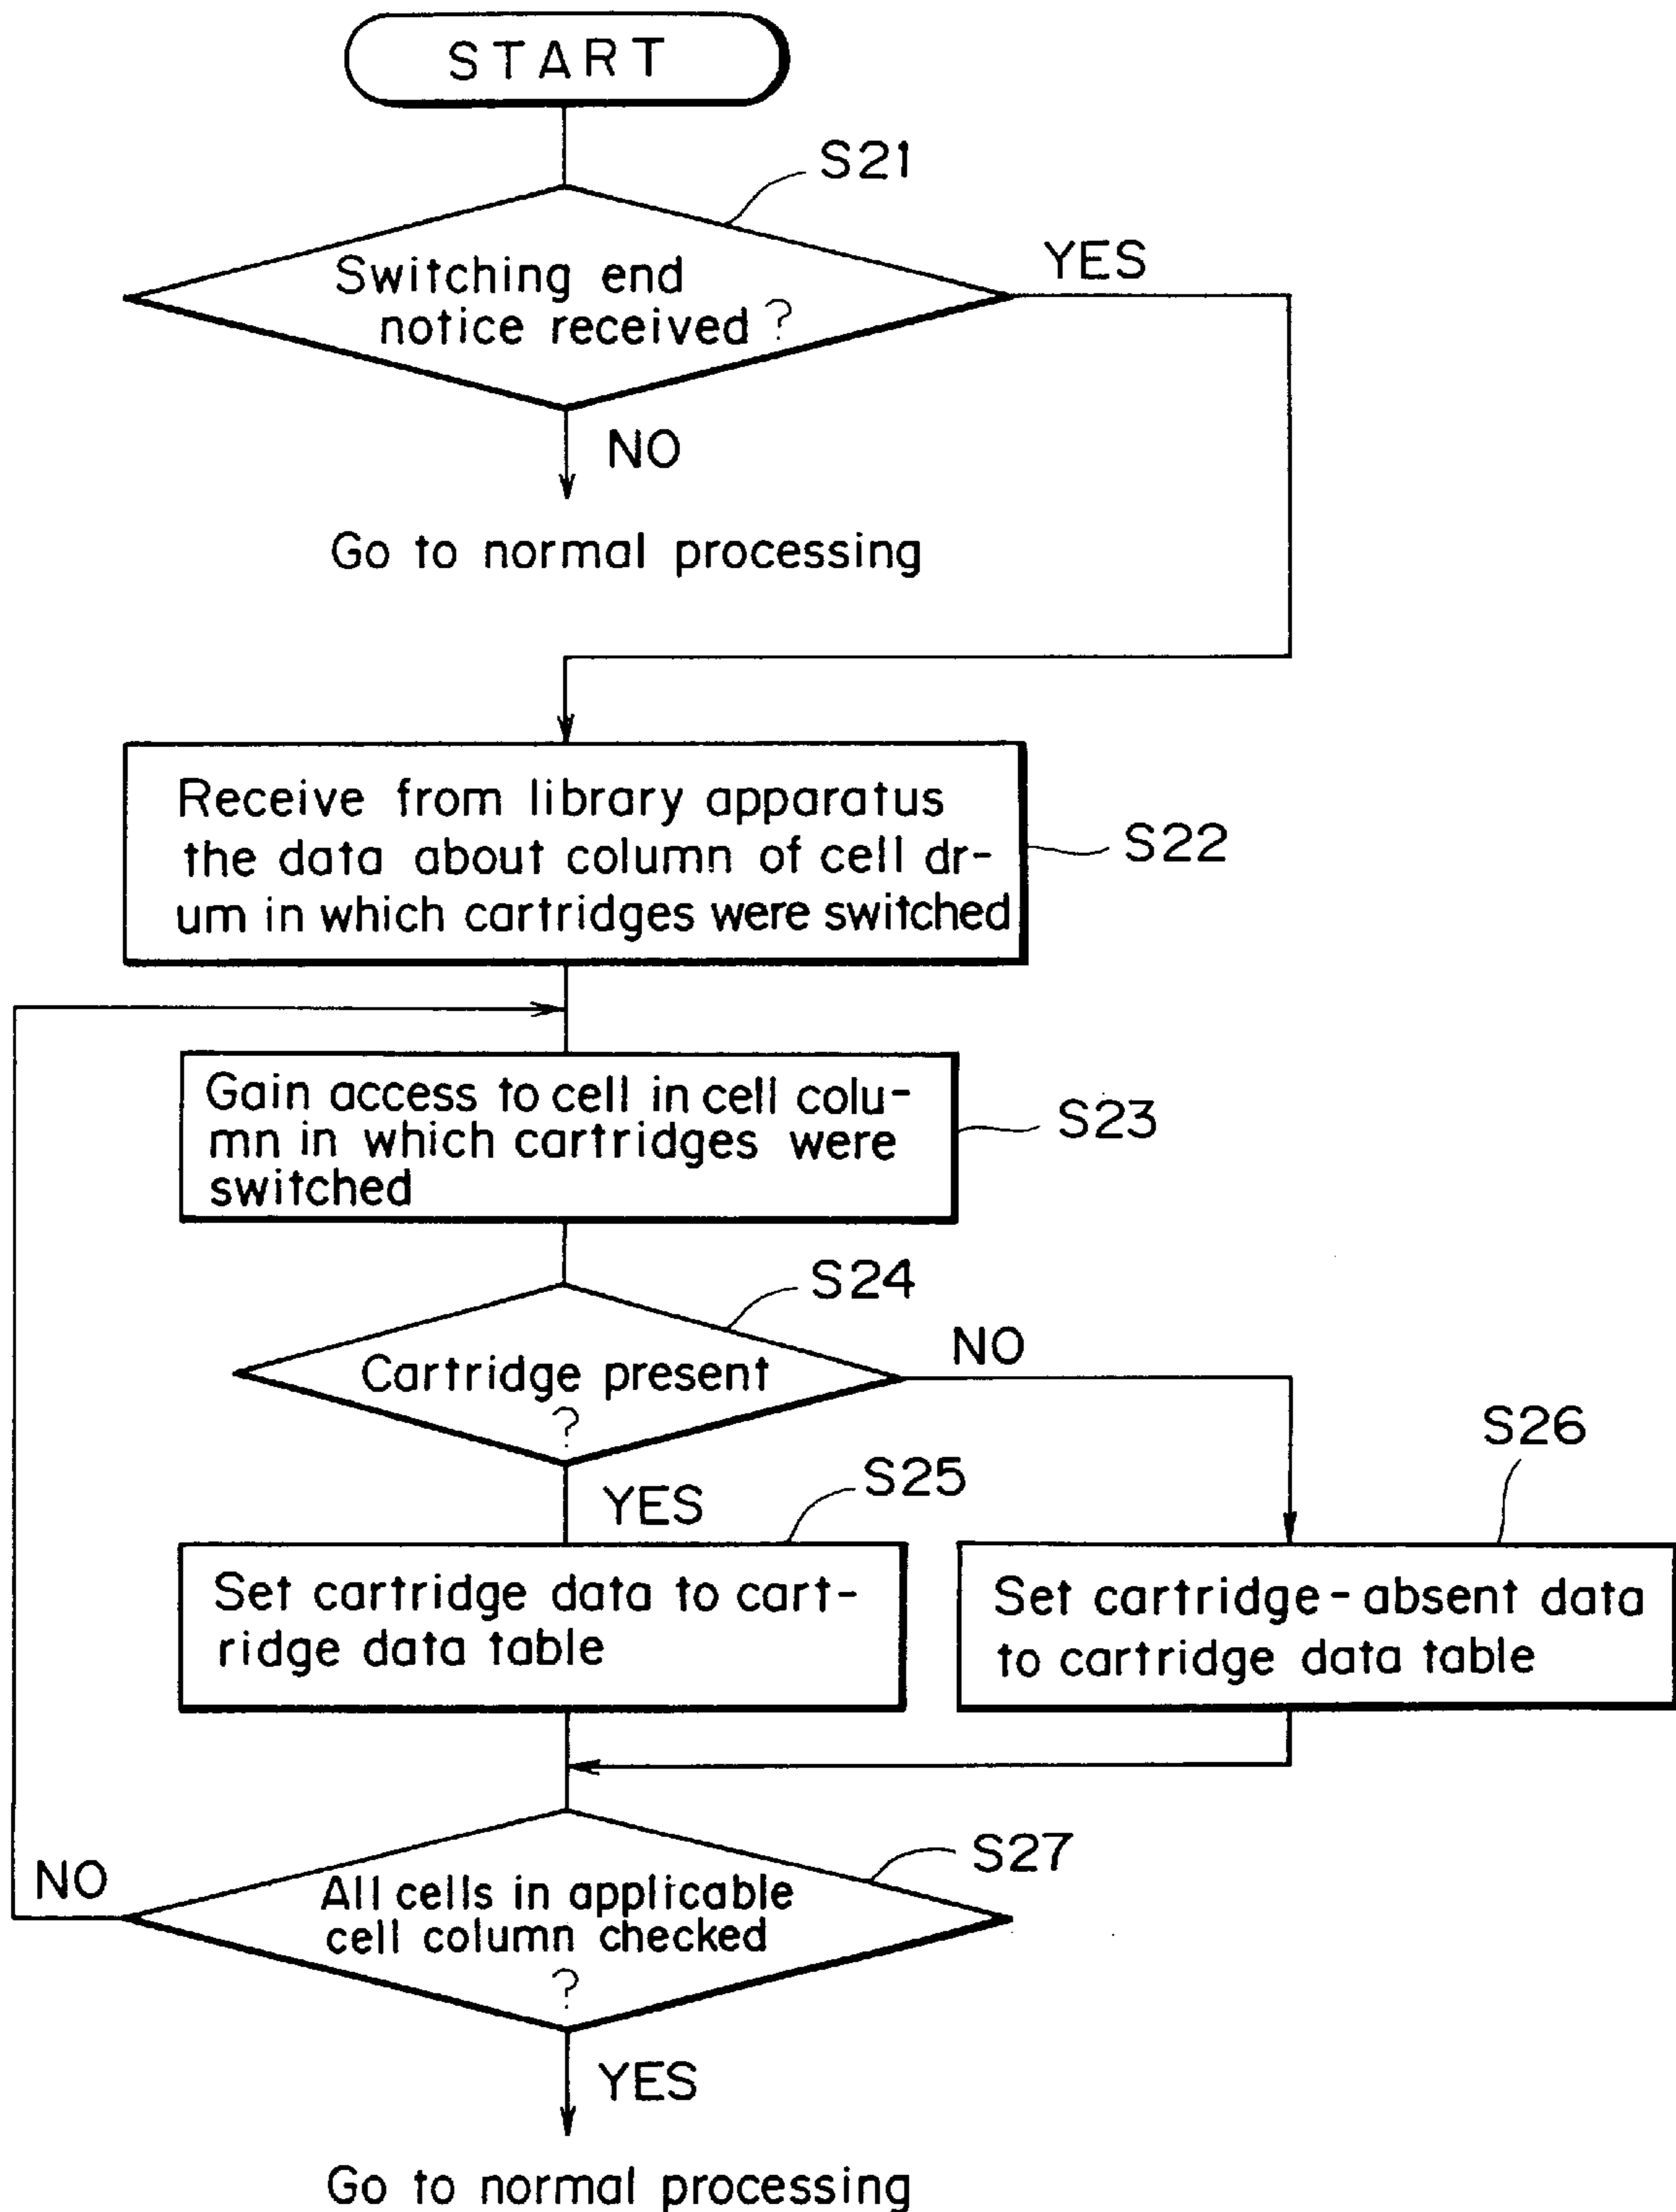 START
S21
Switching end
notice received?
YES
NO
Go to normal processing
Receive from library apparatus
the data about column of cell dr-
um in which cartridges were switched
S22
Gain access to cell in cell colu-
mn in which cartridges were
switched
S23
S24
Cartridge present
?
NO
YES
S25
S26
Set cartridge data to cart-
ridge data table
Set cartridge-absent data
to cartridge data table
S27
NO
All cells in applicable
cell column checked
?
YES
Go to normal processing